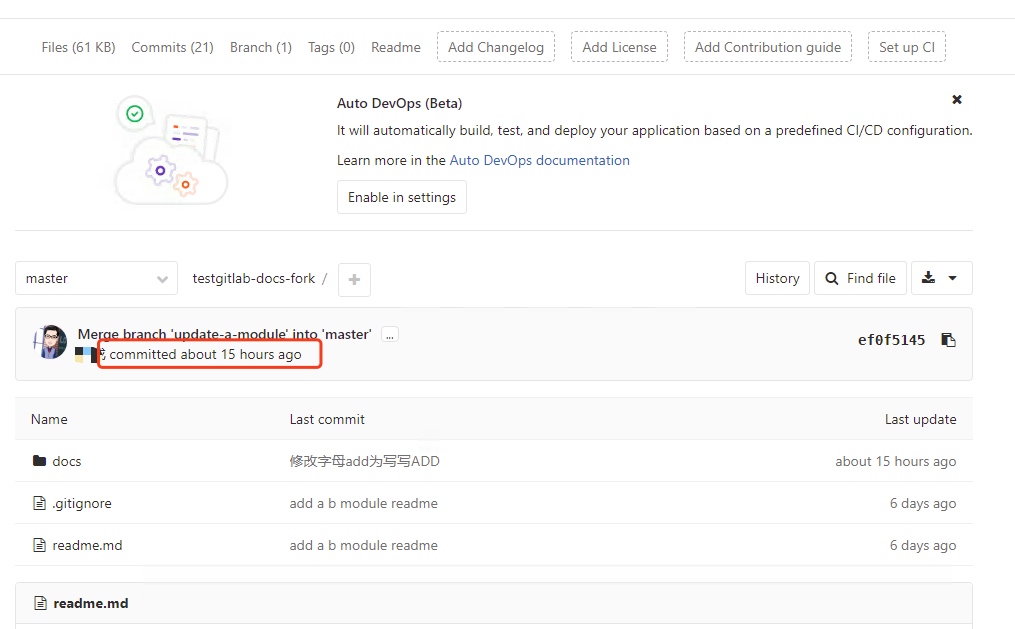 Files (61 KB) Commits (21) Branch (1) Tags (0) Readme Add Changelog Add License Add Contribution guide Set up CI
Auto DevOps (Beta)
It will automatically build, test, and deploy your application based on a predefined CI/CD configuration.
Learn more in the Auto DevOps documentation
Enable in settings
master testgitlab-docs-fork / + History Find file
Merge branch 'update-a-module' into 'master' ...
committed about 15 hours ago
ef0f5145
Name Last commit Last update
docs 修改字母add为写写ADD about 15 hours ago
.gitignore add a b module readme 6 days ago
readme.md add a b module readme 6 days ago
readme.md